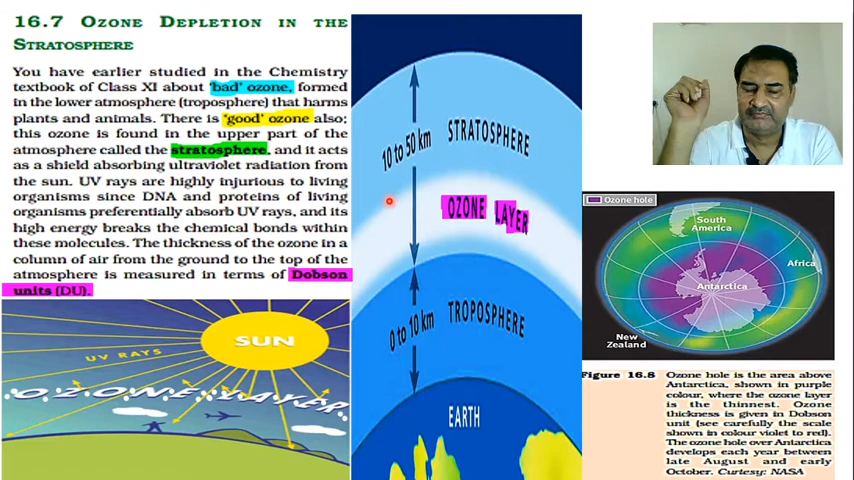 16.7 OZONE DEPLETION IN THE
STRATOSPHERE
You have earlier studied in the Chemistry
textbook of Class XI about 'bad' ozone, formed
in the lower atmosphere (troposphere) that harms
plants and animals. There is 'good' ozone also;
this ozone is found in the upper part of the
atmosphere called the stratosphere, and it acts
as a shield absorbing ultraviolet radiation from
the sun. UV rays are highly injurious to living
organisms since DNA and proteins of living
organisms preferentially absorb UV rays, and its
high energy breaks the chemical bonds within
these molecules. The thickness of the ozone in a
column of air from the ground to the top of the
atmosphere is measured in terms of Dobson
units (DU).
SUN
UV RAYS
OZONE LAYER
10 to 50 km
STRATOSPHERE
OZONE LAYER
0 to 10 km
TROPOSPHERE
EARTH
Ozone hole
South
America
Africa
Antarctica
New
Zealand
Figure 16.8 Ozone hole is the area above
Antarctica, shown in purple
colour, where the ozone layer
is the thinnest. Ozone
thickness is given in Dobson
unit (see carefully the scale
shown in colour violet to red).
The ozone hole over Antarctica
develops each year between
late August and early
October. Curtesy: NASA